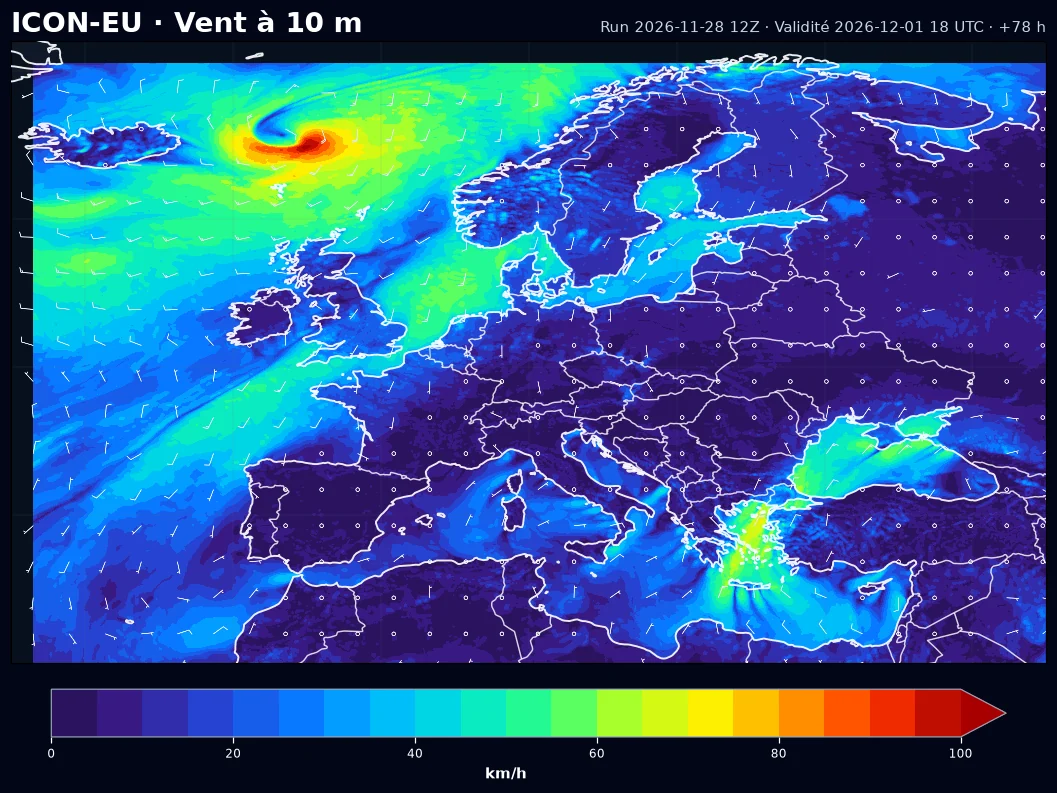 ICON-EU · Vent à 10 m
Run 2026-11-28 12Z · Validité 2026-12-01 18 UTC · +78 h
0 20 40 60 80 100
km/h